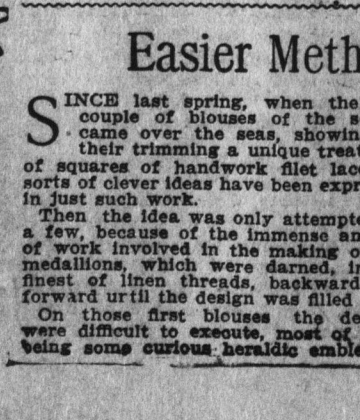 Easier Meth
SINCE last spring, when the
couple of blouses of the s
came over the seas, showin
their trimming a unique treat
of squares of handwork filet lac
sorts of clever ideas have been expr
in just such work.
Then the idea was only attempte
a few, because of the immense an
of work involved in the making o
medallions, which were darned, in
finest of linen threads, backward
forward urtil the design was filled
On those first blouses the de
were difficult to execute, most of
being some curious heraldic emble